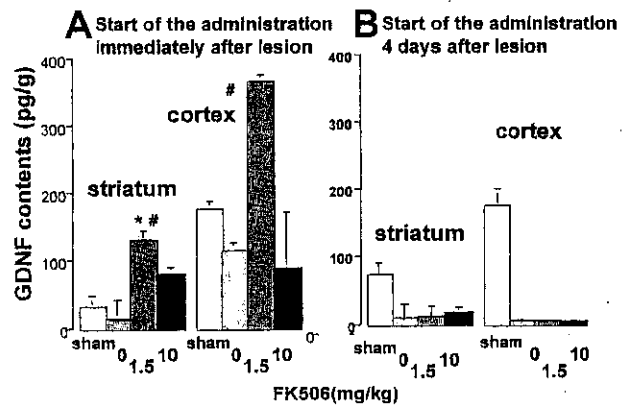 A Start of the administration
immediately after lesion
B Start of the administration
4 days after lesion
GDNF contents (pg/g)
400
300
200
100
0
striatum
*#
cortex
#
sham 0 1.5 10
sham 0 1.5 10
400
300
200
100
0
striatum
cortex
sham 0 1.5 10
sham 0 1.5 10
0
FK506(mg/kg)